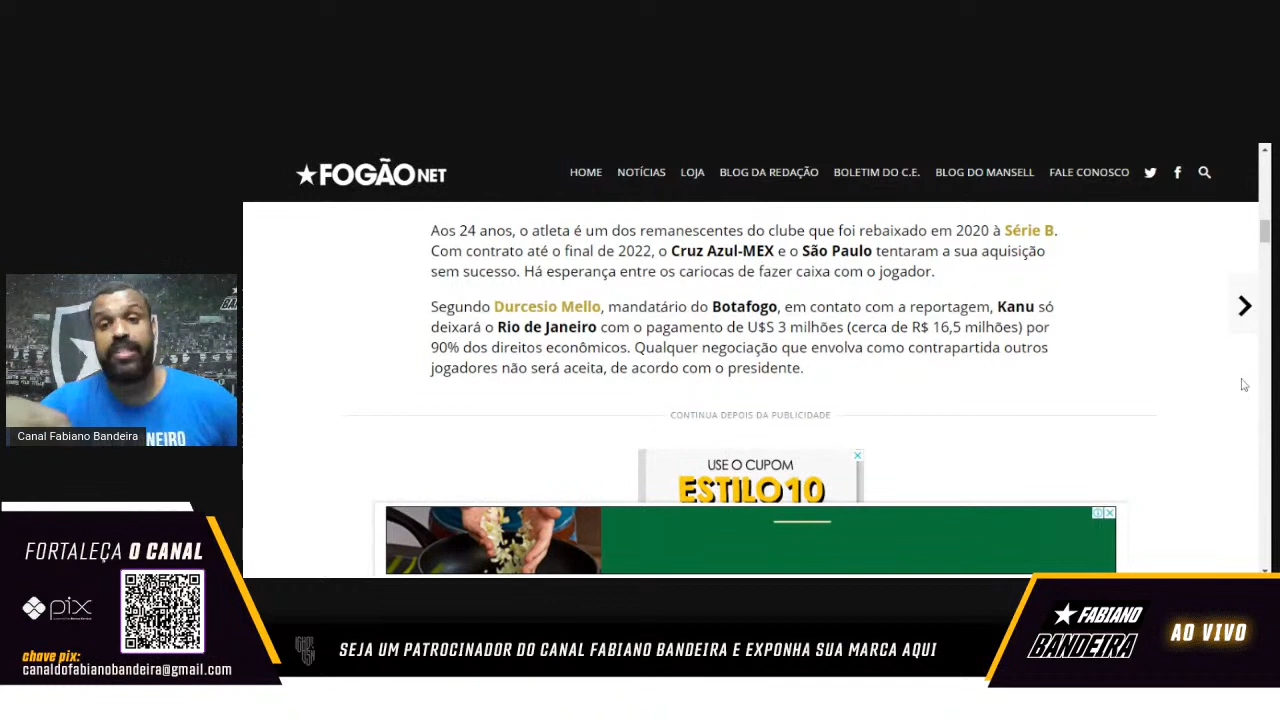 ★FOGÃO NET
HOME NOTÍCIAS LOJA BLOG DA REDAÇÃO BOLETIM DO C.E. BLOG DO MANSELL FALE CONOSCO
Aos 24 anos, o atleta é um dos remanescentes do clube que foi rebaixado em 2020 à Série B.
Com contrato até o final de 2022, o Cruz Azul-MEX e o São Paulo tentaram a sua aquisição
sem sucesso. Há esperança entre os cariocas de fazer caixa com o jogador.
Segundo Durcesio Mello, mandatário do Botafogo, em contato com a reportagem, Kanu só
deixará o Rio de Janeiro com o pagamento de U$S 3 milhões (cerca de R$ 16,5 milhões) por
90% dos direitos econômicos. Qualquer negociação que envolva como contrapartida outros
jogadores não será aceita, de acordo com o presidente.
CONTINUA DEPOIS DA PUBLICIDADE
USE O CUPOM
ESTILO10
Canal Fabiano Bandeira
FORTALEÇA O CANAL
pix
chave pix:
canaldofabianobandeira@gmail.com
SEJA UM PATROCINADOR DO CANAL FABIANO BANDEIRA E EXPONHA SUA MARCA AQUI
FABIANO
BANDEIRA
AO VIVO